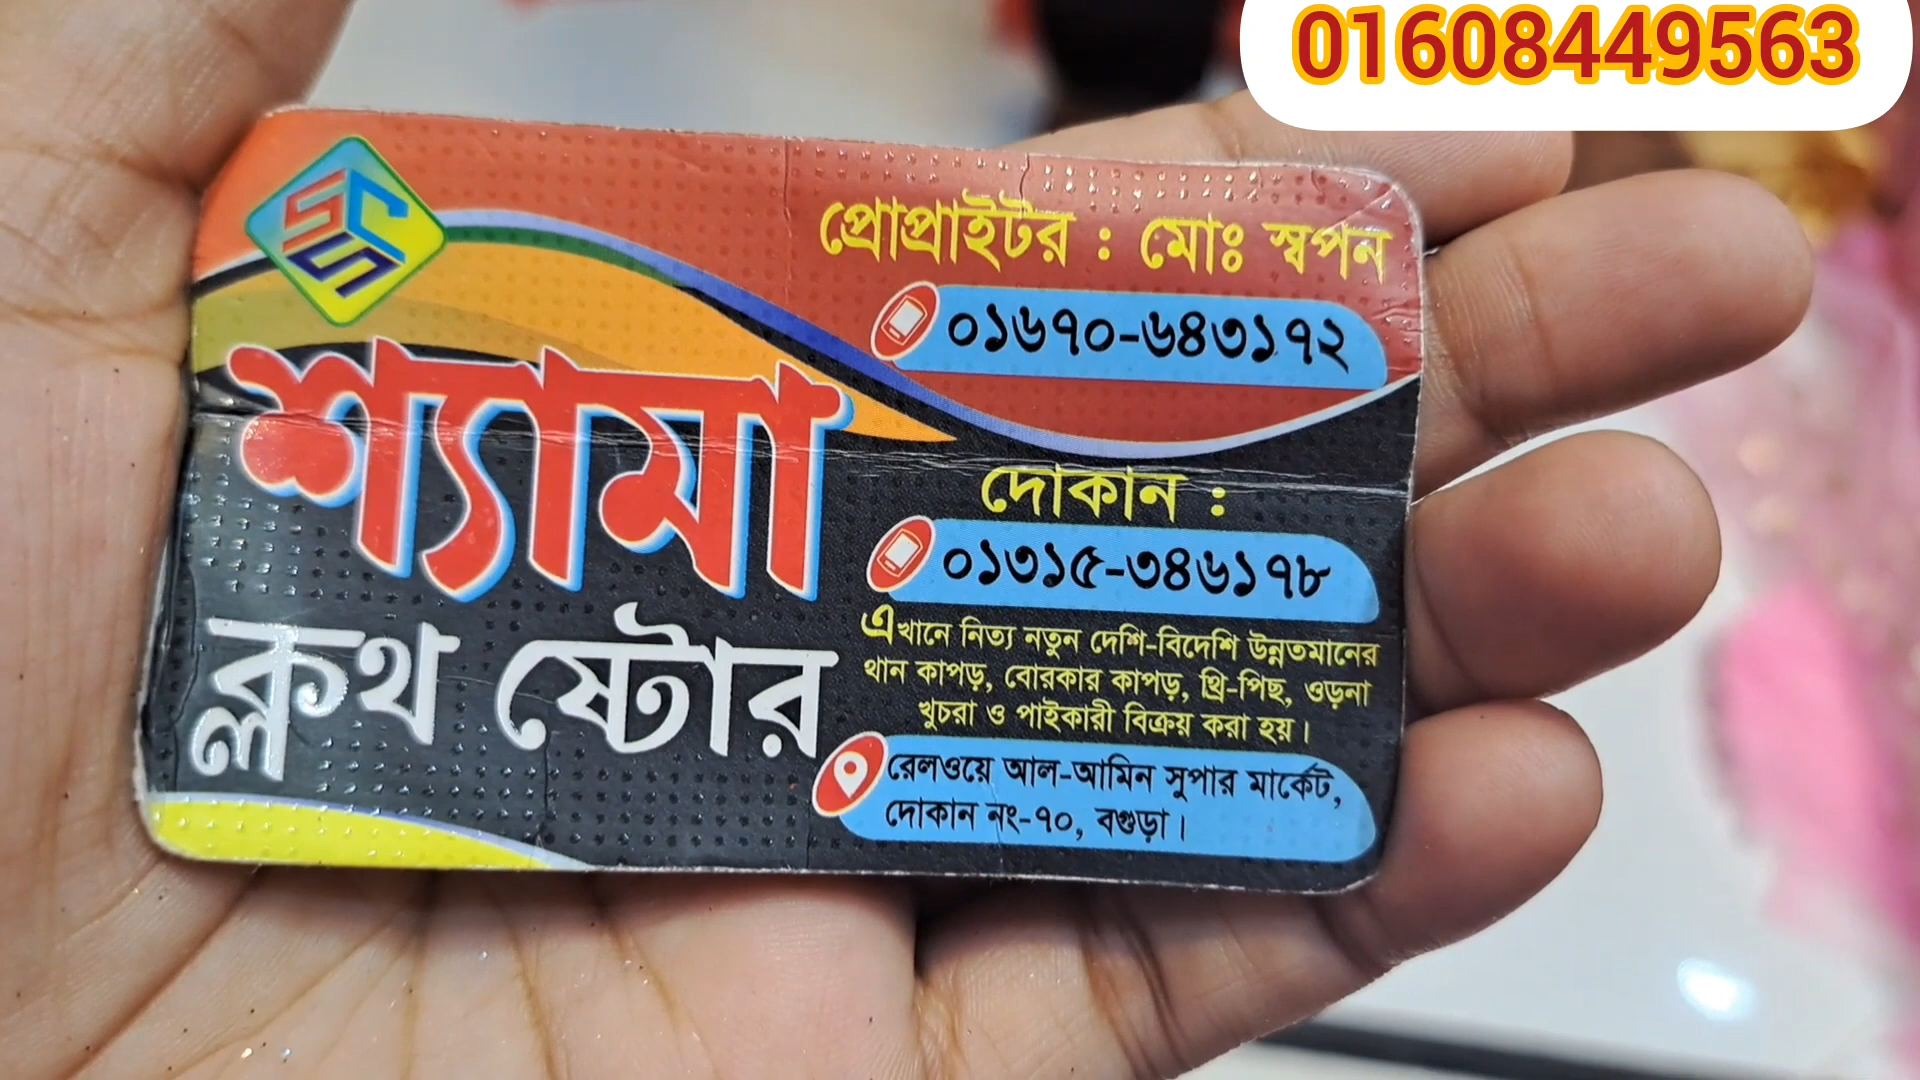 01608449563
প্রোপ্রাইটর : মোঃ স্বপন
০১৬৭০-৬৪৩১৭২
SCS
শ্যামা
ক্লথ ষ্টোর
দোকান :
০১৩১৫-৩৪৬১৭৮
এখানে নিত্য নতুন দেশি-বিদেশি উন্নতমানের
থান কাপড়, বোরকার কাপড়, থ্রি-পিছ, ওড়না
খুচরা ও পাইকারী বিক্রয় করা হয়।
রেলওয়ে আল-আমিন সুপার মার্কেট,
দোকান নং-৭০, বগুড়া।